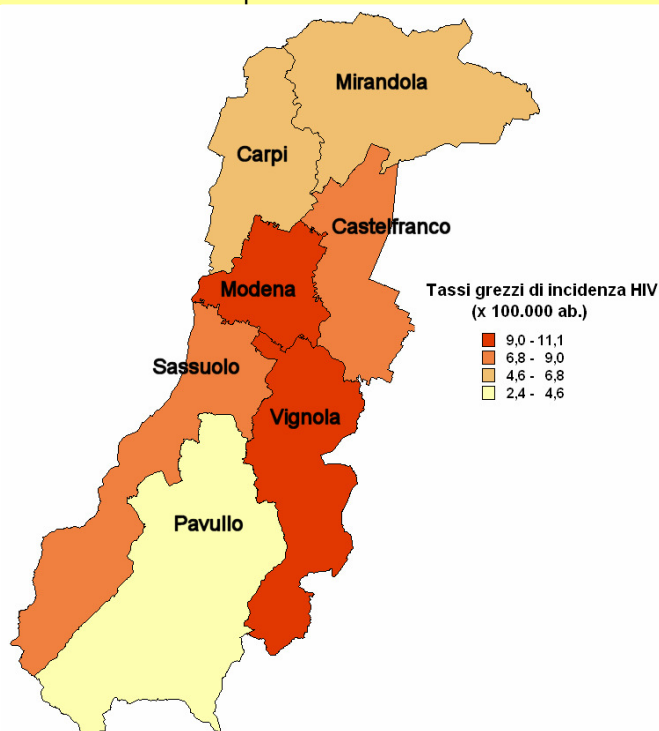 Mirandola
Carpi
Castelfranco
Modena
Tassi grezzi di incidenza HIV
(x 100.000 ab.)
9,0 - 11,1
6,8 - 9,0
4,6 - 6,8
2,4 - 4,6
Sassuolo
Vignola
Pavullo